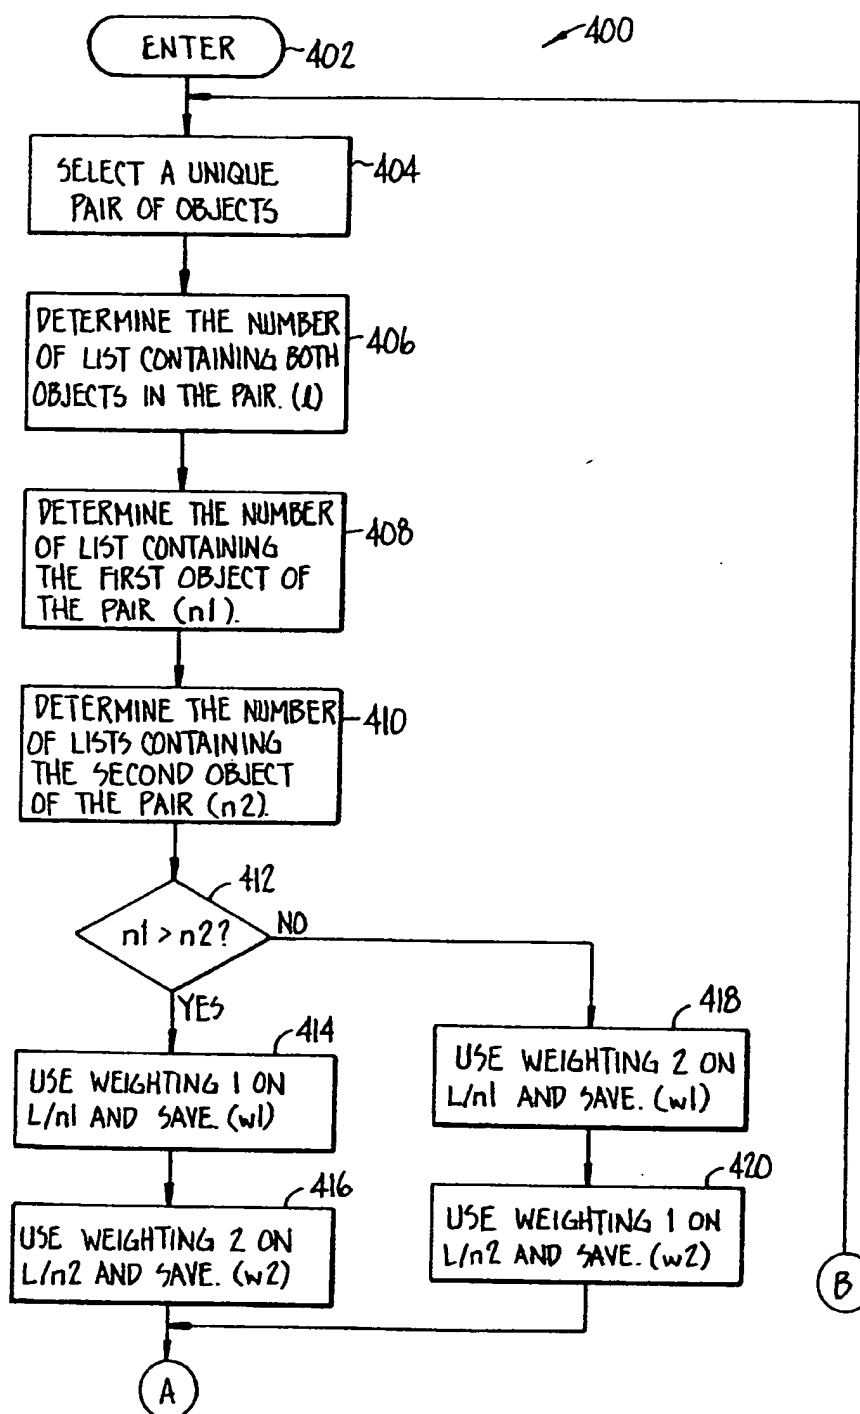 ENTER
402
400
SELECT A UNIQUE
PAIR OF OBJECTS
404
DETERMINE THE NUMBER
OF LIST CONTAINING BOTH
OBJECTS IN THE PAIR. (l)
406
DETERMINE THE NUMBER
OF LIST CONTAINING
THE FIRST OBJECT OF
THE PAIR (n1).
408
DETERMINE THE NUMBER
OF LISTS CONTAINING
THE SECOND OBJECT
OF THE PAIR (n2).
410
412
n1 > n2?
NO
YES
414
USE WEIGHTING 1 ON
L/n1 AND SAVE. (w1)
416
USE WEIGHTING 2 ON
L/n2 AND SAVE. (w2)
418
USE WEIGHTING 2 ON
L/n1 AND SAVE. (w1)
420
USE WEIGHTING 1 ON
L/n2 AND SAVE. (w2)
B
A